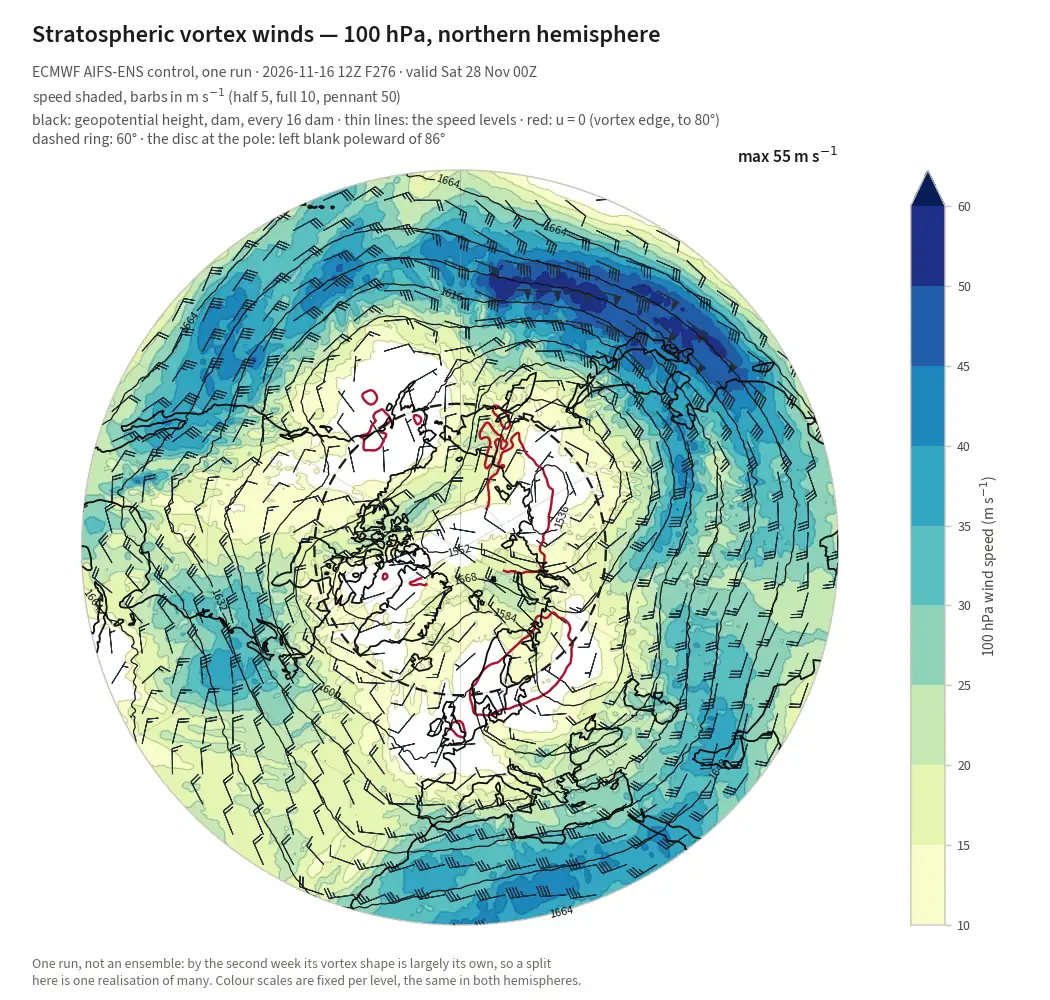 Stratospheric vortex winds — 100 hPa, northern hemisphere
ECMWF AIFS-ENS control, one run · 2026-11-16 12Z F276 · valid Sat 28 Nov 00Z
speed shaded, barbs in m s⁻¹ (half 5, full 10, pennant 50)
black: geopotential height, dam, every 16 dam · thin lines: the speed levels · red: u = 0 (vortex edge, to 80°)
dashed ring: 60° · the disc at the pole: left blank poleward of 86°
max 55 m s⁻¹
1664
1664
1616
1664
1536
1552
1568
1584
1632
1600
1664
60
50
45
40
35
30
25
20
15
10
100 hPa wind speed (m s⁻¹)
One run, not an ensemble: by the second week its vortex shape is largely its own, so a split
here is one realisation of many. Colour scales are fixed per level, the same in both hemispheres.